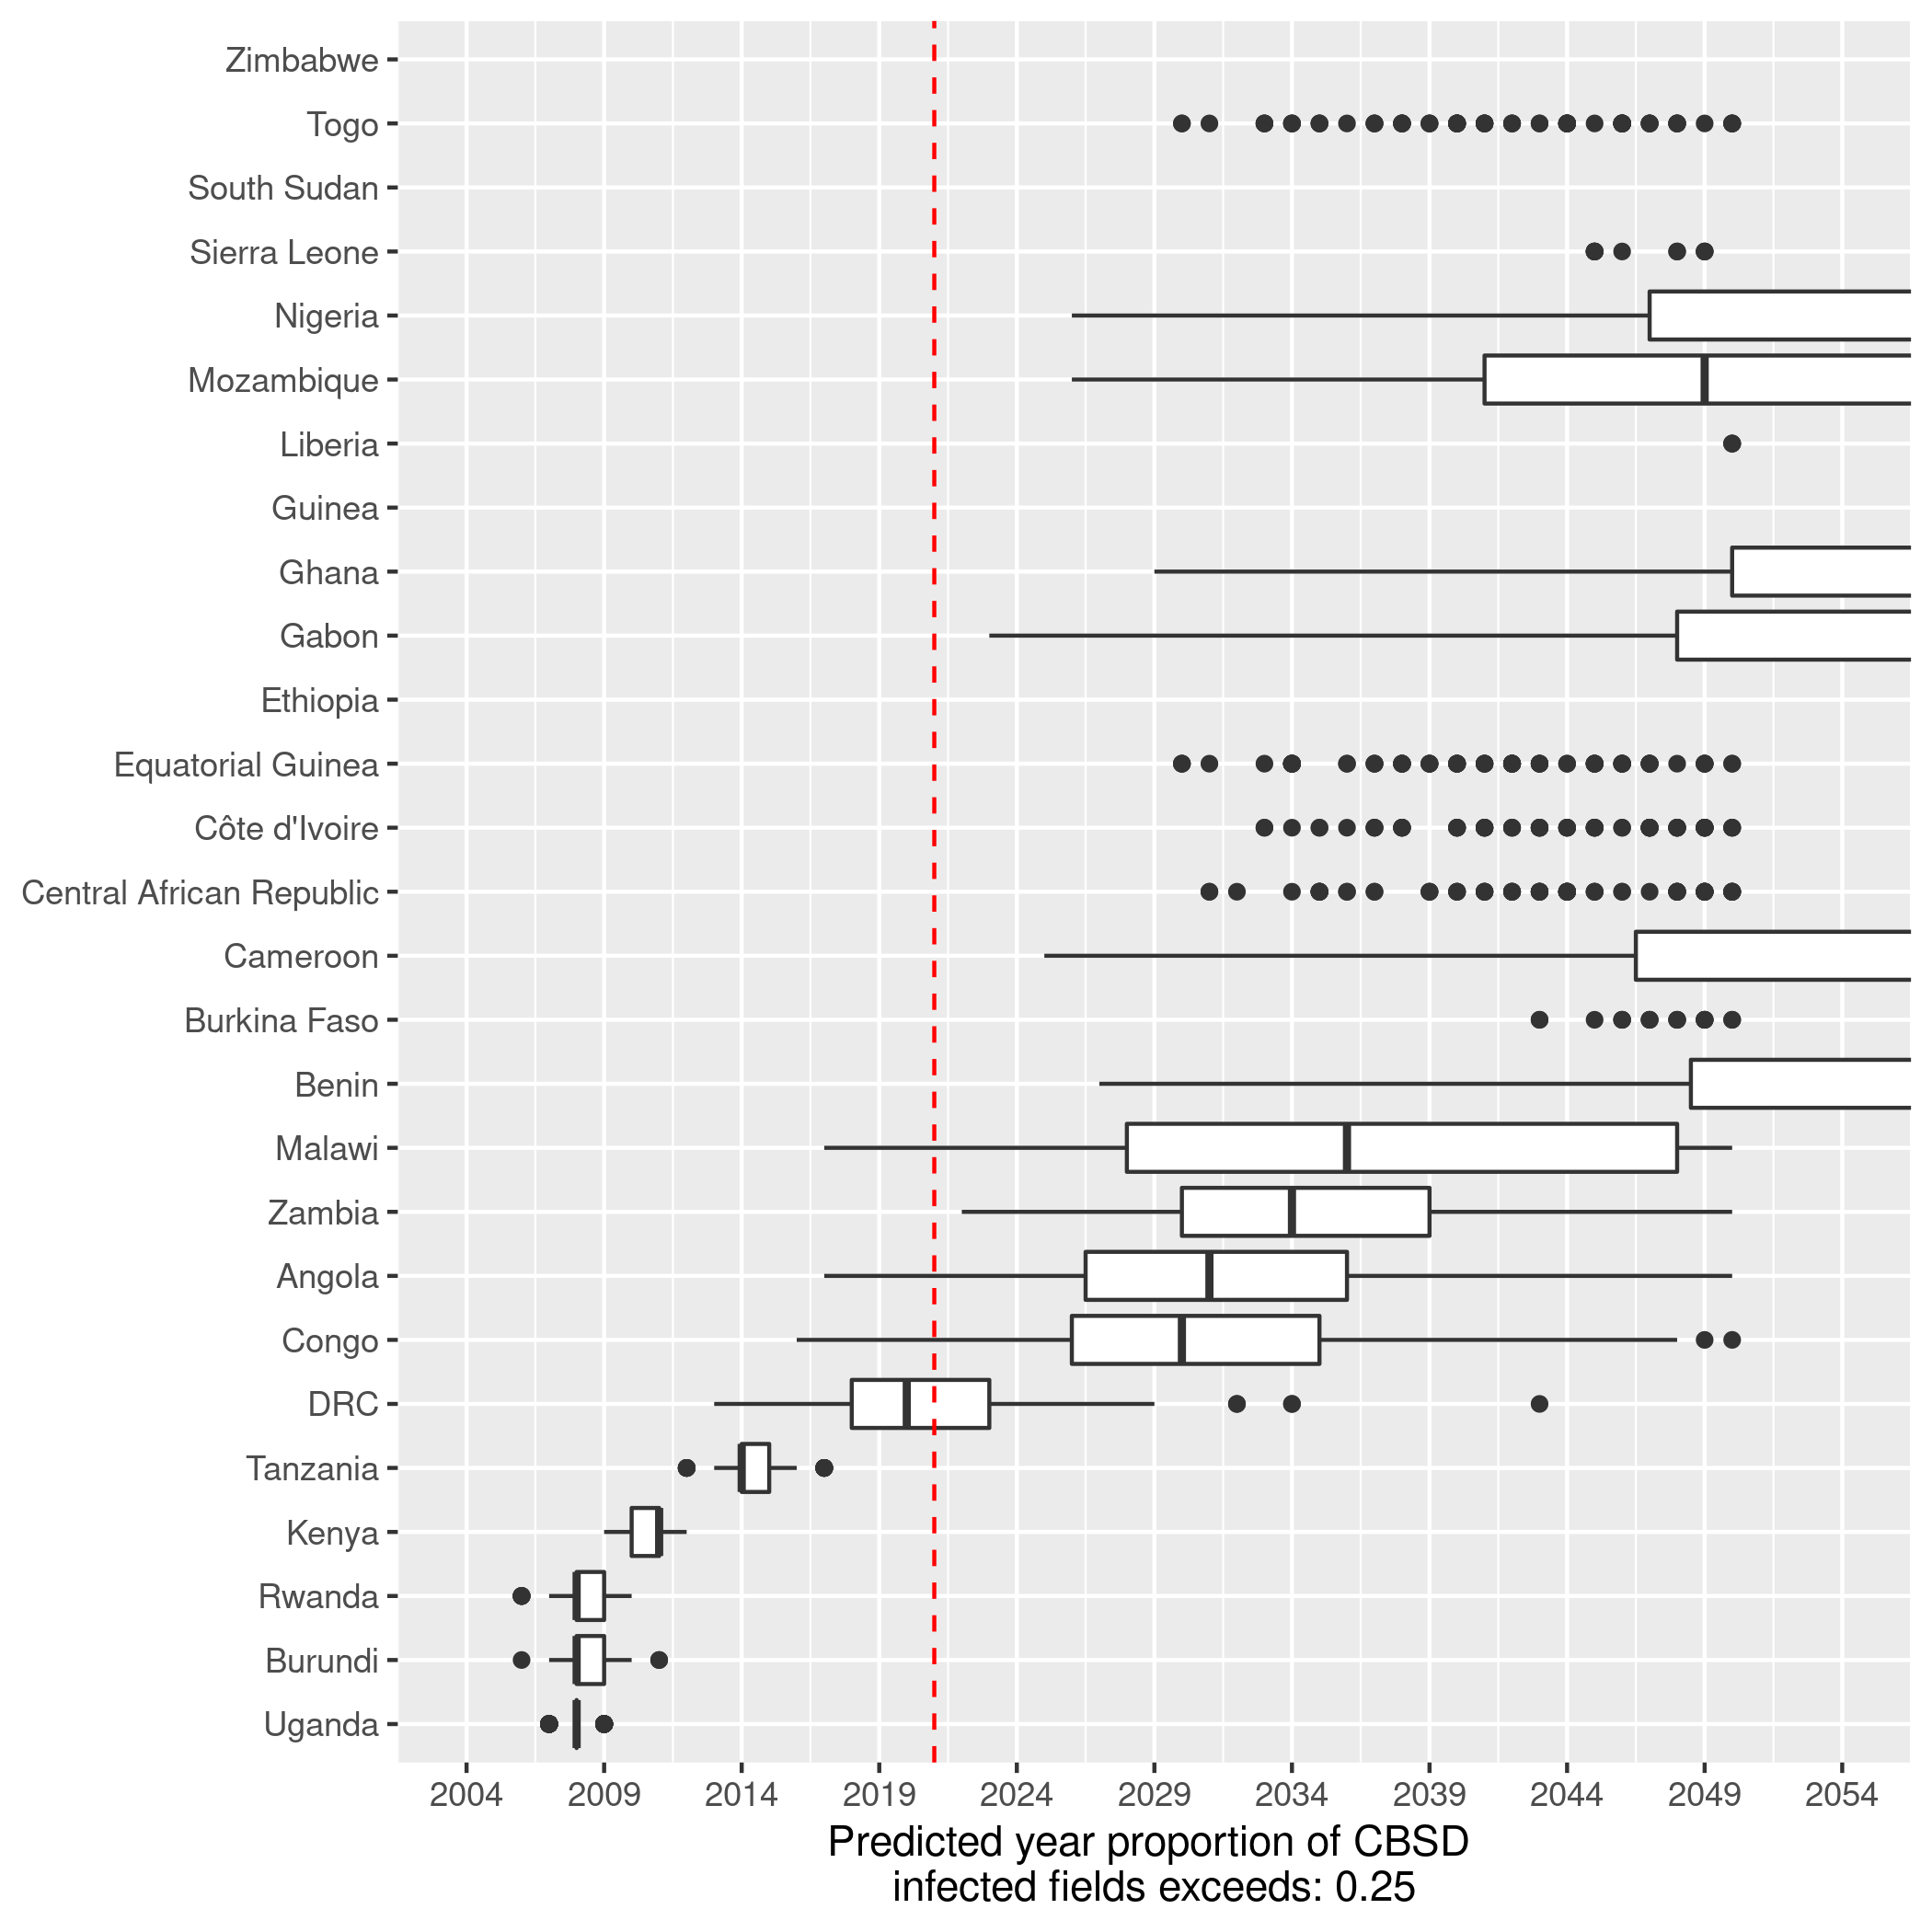 Zimbabwe
Togo
South Sudan
Sierra Leone
Nigeria
Mozambique
Liberia
Guinea
Ghana
Gabon
Ethiopia
Equatorial Guinea
Côte d'Ivoire
Central African Republic
Cameroon
Burkina Faso
Benin
Malawi
Zambia
Angola
Congo
DRC
Tanzania
Kenya
Rwanda
Burundi
Uganda
2004 2009 2014 2019 2024 2029 2034 2039 2044 2049 2054
Predicted year proportion of CBSD
infected fields exceeds: 0.25